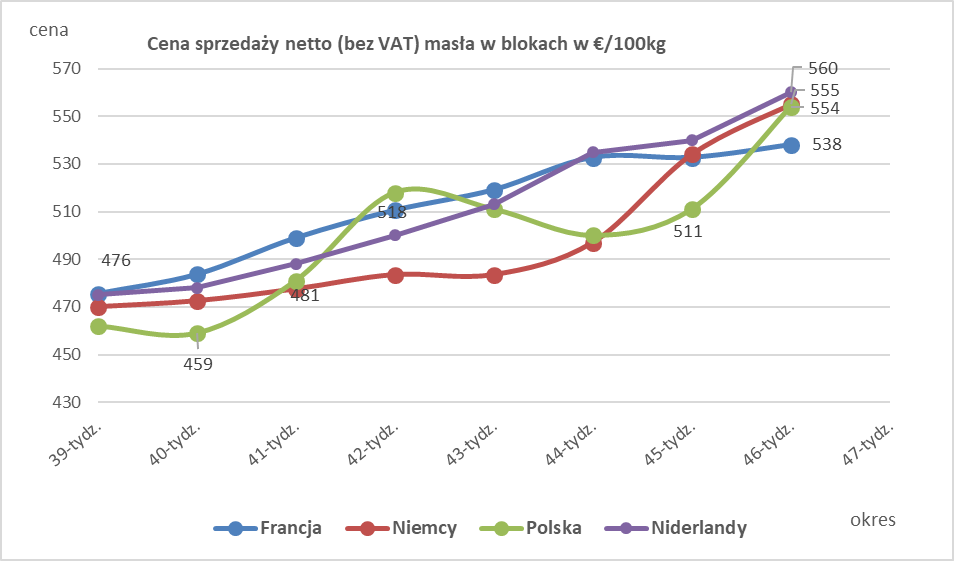 cena
Cena sprzedaży netto (bez VAT) masła w blokach w €/100kg
570
550
530
510
490
470
450
430
560
555
554
538
476
518
481
459
511
39-tydz.
40-tydz.
41-tydz.
42-tydz.
43-tydz.
44-tydz.
45-tydz.
46-tydz.
47-tydz.
okres
Francja Niemcy Polska Niderlandy